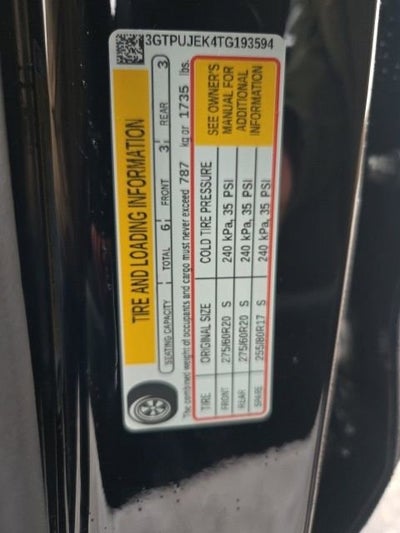 3GTPUJEK4TG193594
TIRE AND LOADING INFORMATION
SEATING CAPACITY TOTAL 6 FRONT 3 REAR 3
The combined weight of occupants and cargo must never exceed 787 kg or 1735 lbs.
TIRE ORIGINAL SIZE COLD TIRE PRESSURE
FRONT 275/60R20 S 240 kPa, 35 PSI
REAR 275/60R20 S 240 kPa, 35 PSI
SPARE 255/80R17 S 240 kPa, 35 PSI
SEE OWNER'S
MANUAL FOR
ADDITIONAL
INFORMATION